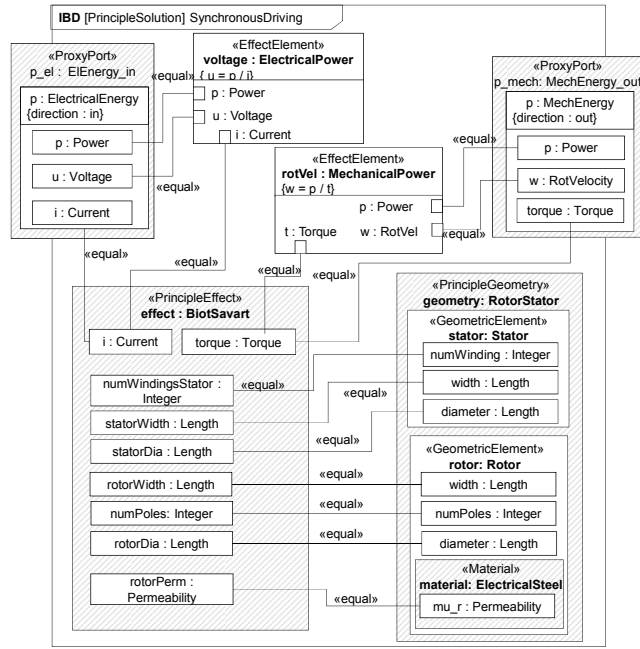 IBD [PrincipleSolution] SynchronousDriving
«ProxyPort»
p_el : ElEnergy_in
p : ElectricalEnergy
{direction : in}
p : Power
u : Voltage
i : Current
«equal»
«equal»
«EffectElement»
voltage : ElectricalPower
{ u = p / i}
p : Power
u : Voltage
i : Current
«EffectElement»
rotVel : MechanicalPower
{w = p / t}
p : Power
t : Torque
w : RotVel
«ProxyPort»
p_mech: MechEnergy_out
p : MechEnergy
{direction : out}
p : Power
w : RotVelocity
torque : Torque
«equal»
«equal»
«equal»
«equal»
«equal»
«equal»
«PrincipleEffect»
effect : BiotSavart
i : Current
torque : Torque
numWindingsStator :
Integer
statorWidth : Length
statorDia : Length
rotorWidth : Length
numPoles: Integer
rotorDia : Length
rotorPerm :
Permeability
«equal»
«equal»
«equal»
«equal»
«equal»
«equal»
«equal»
«PrincipleGeometry»
geometry: RotorStator
«GeometricElement»
stator: Stator
numWinding : Integer
width : Length
diameter : Length
«GeometricElement»
rotor: Rotor
width : Length
numPoles : Integer
diameter : Length
«Material»
material: ElectricalSteel
mu_r : Permeability